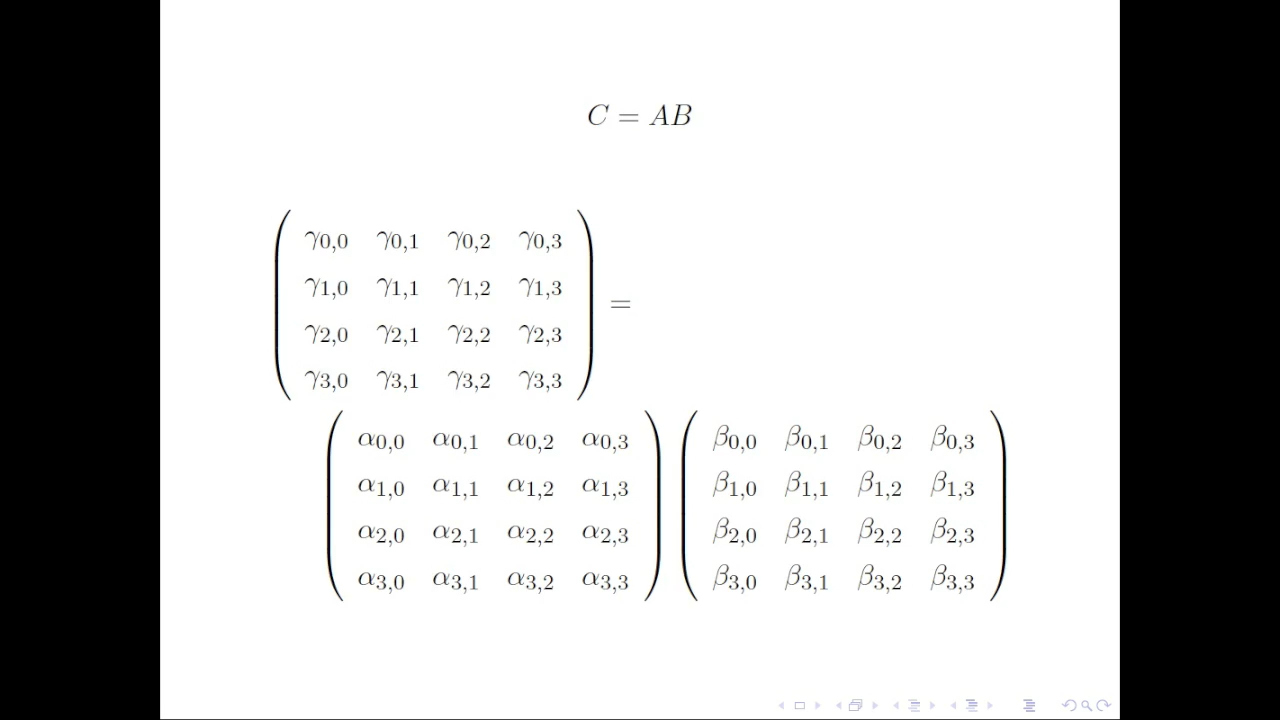 C = AB
γ0,0 γ0,1 γ0,2 γ0,3
γ1,0 γ1,1 γ1,2 γ1,3
γ2,0 γ2,1 γ2,2 γ2,3
γ3,0 γ3,1 γ3,2 γ3,3
=
α0,0 α0,1 α0,2 α0,3
α1,0 α1,1 α1,2 α1,3
α2,0 α2,1 α2,2 α2,3
α3,0 α3,1 α3,2 α3,3
β0,0 β0,1 β0,2 β0,3
β1,0 β1,1 β1,2 β1,3
β2,0 β2,1 β2,2 β2,3
β3,0 β3,1 β3,2 β3,3